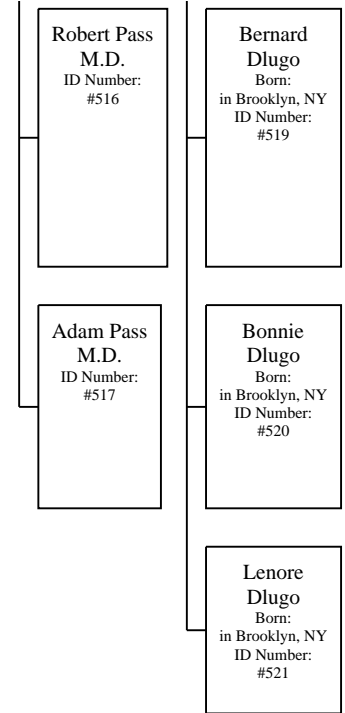 Robert Pass
M.D.
ID Number:
#516
Adam Pass
M.D.
ID Number:
#517
Bernard
Dlugo
Born:
in Brooklyn, NY
ID Number:
#519
Bonnie
Dlugo
Born:
in Brooklyn, NY
ID Number:
#520
Lenore
Dlugo
Born:
in Brooklyn, NY
ID Number:
#521